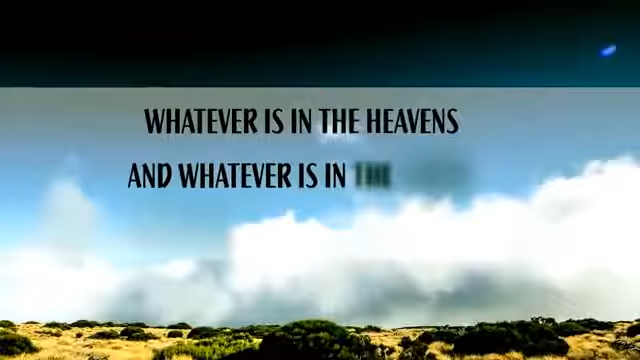 WHATEVER IS IN THE HEAVENS
AND WHATEVER IS IN THE